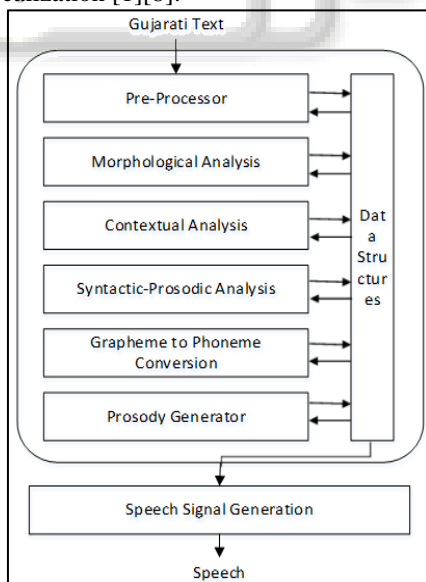 Gujarati Text
Pre-Processor
Morphological Analysis
Contextual Analysis
Syntactic-Prosodic Analysis
Grapheme to Phoneme
Conversion
Prosody Generator
Dat
a
Stru
ctur
es
Speech Signal Generation
Speech